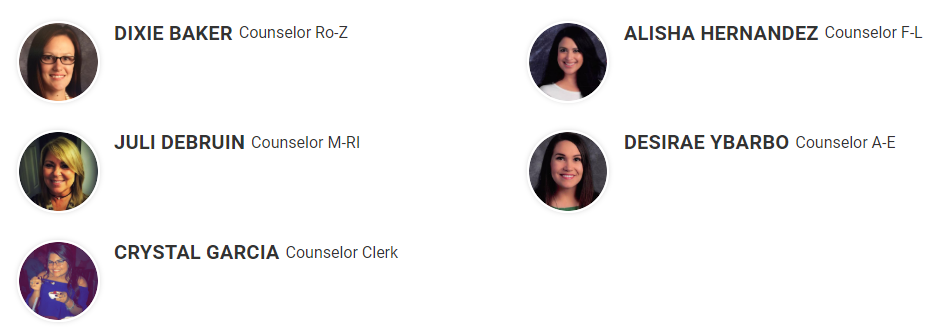 DIXIE BAKER Counselor Ro-Z
ALISHA HERNANDEZ Counselor F-L
JULI DEBRUIN Counselor M-RI
DESIRAE YBARBO Counselor A-E
CRYSTAL GARCIA Counselor Clerk